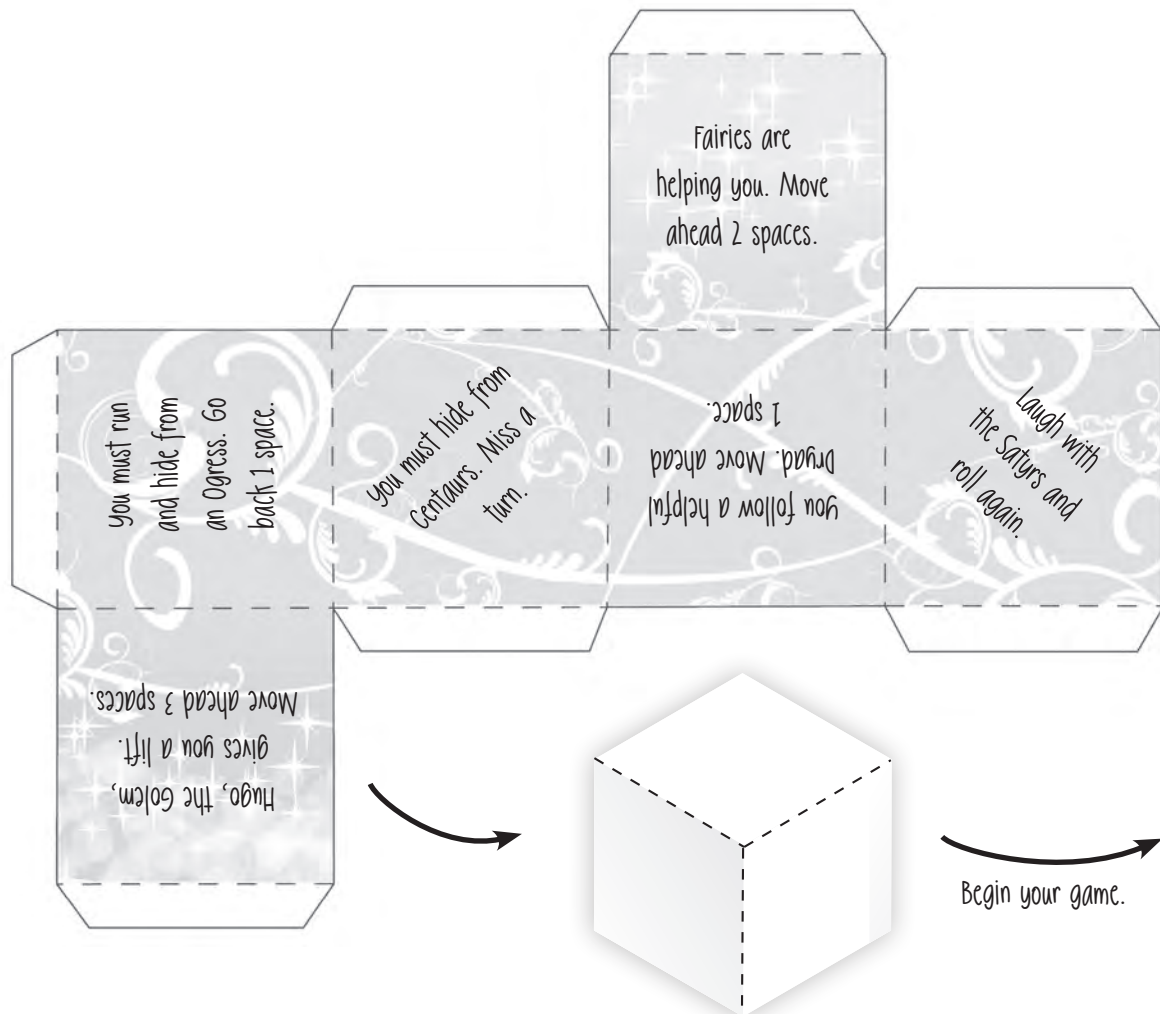 Fairies are
helping you. Move
ahead 2 spaces.
You must run
and hide from
an Ogress. Go
back 1 space.
You must hide from
Centaurs. Miss a
turn.
You follow a helpful
Dryad. Move ahead
1 space.
Laugh with
the Satyrs and
roll again.
Hugo, the Golem,
gives you a lift.
Move ahead 3 spaces.
Begin your game.